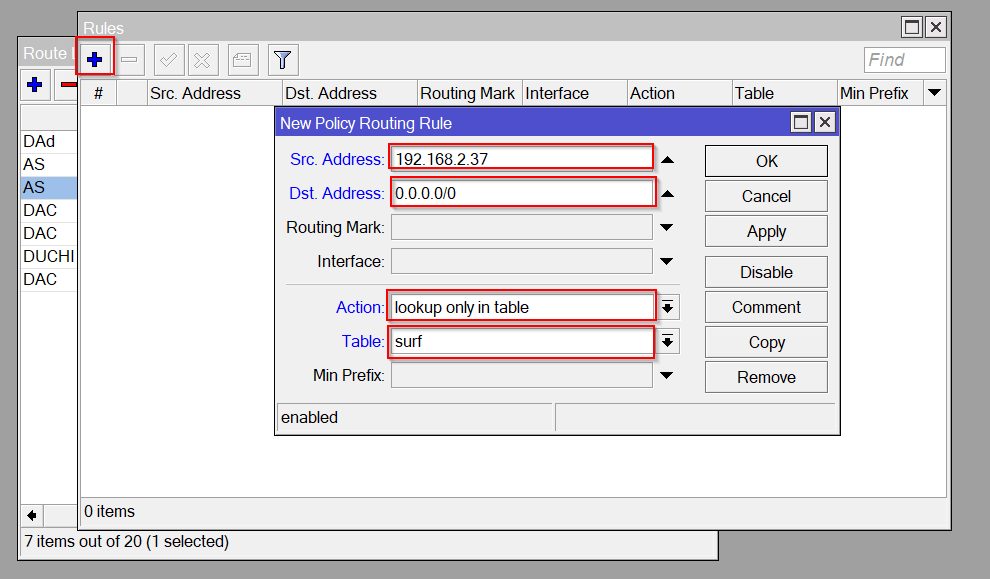 Rules
Route L
Find
# Src. Address Dst. Address Routing Mark Interface Action Table Min Prefix
DAd
AS
AS
DAC
DAC
DUCHI
DAC
New Policy Routing Rule
Src. Address: 192.168.2.37
Dst. Address: 0.0.0.0/0
Routing Mark:
Interface:
Action: lookup only in table
Table: surf
Min Prefix:
OK
Cancel
Apply
Disable
Comment
Copy
Remove
enabled
0 items
7 items out of 20 (1 selected)